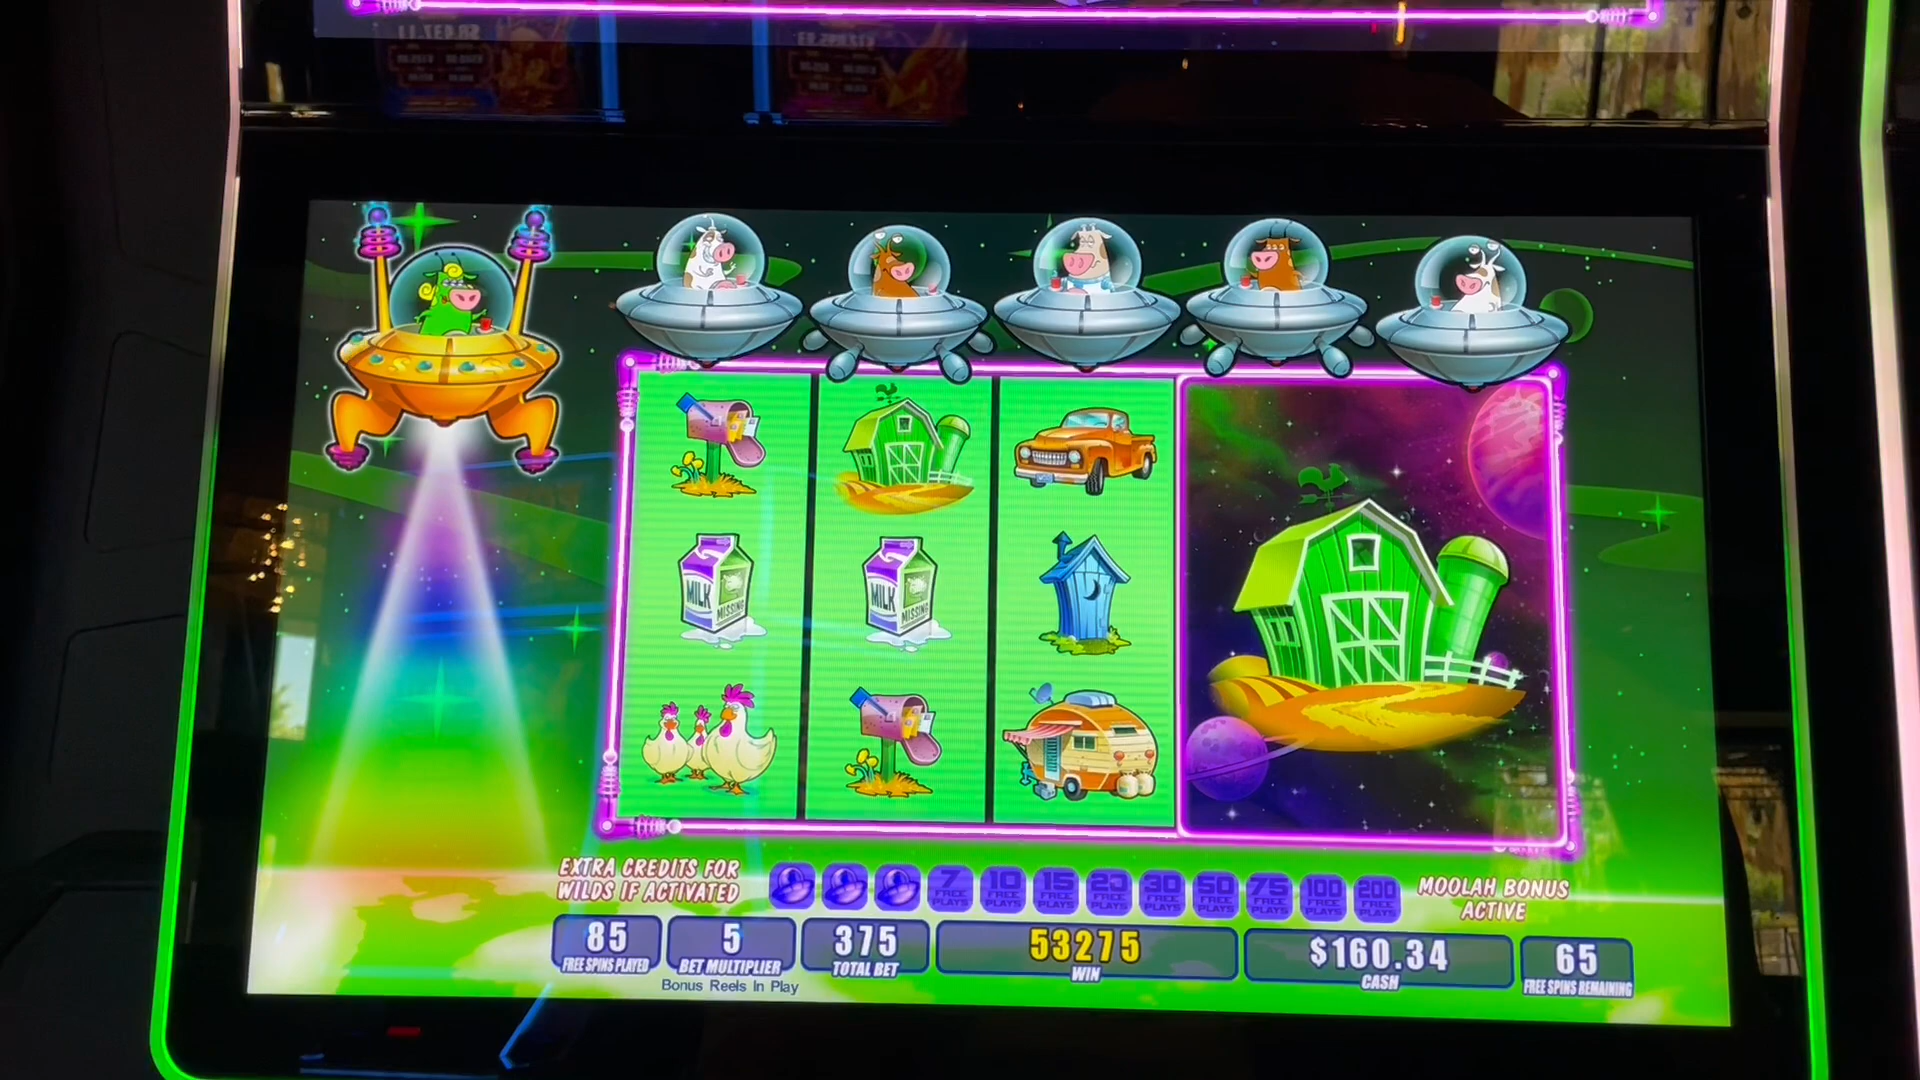 MILK
MISSING
MILK
MISSING
EXTRA CREDITS FOR
WILDS IF ACTIVATED
7
FREE
PLAYS
10
FREE
PLAYS
15
FREE
PLAYS
20
FREE
PLAYS
30
FREE
PLAYS
50
FREE
PLAYS
75
FREE
PLAYS
100
FREE
PLAYS
200
FREE
PLAYS
MOOLAH BONUS
ACTIVE
85
FREE SPINS PLAYED
5
BET MULTIPLIER
375
TOTAL BET
53275
WIN
$160.34
CASH
65
FREE SPINS REMAINING
Bonus Reels In Play